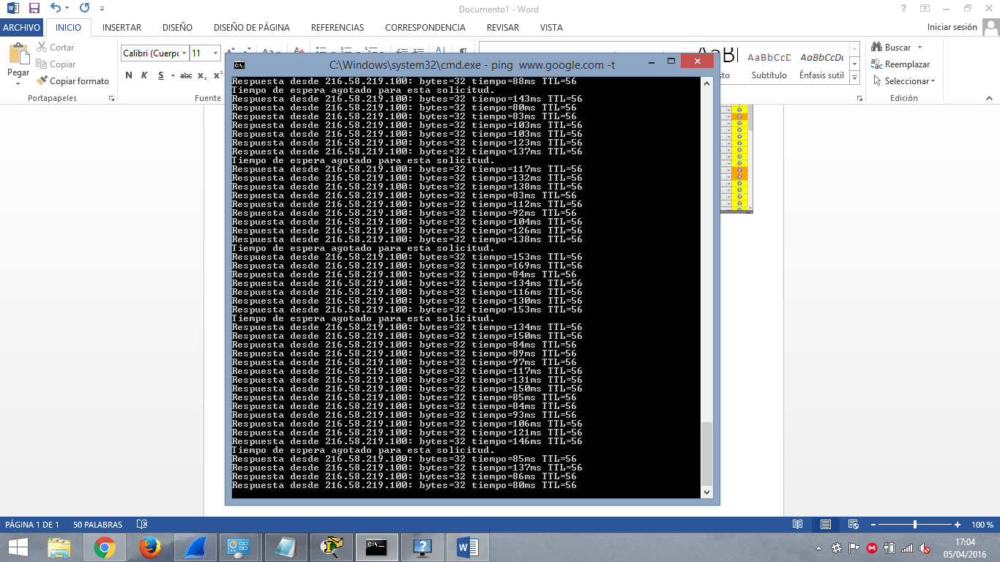 Documento1 - Word
ARCHIVO INICIO INSERTAR DISEÑO DISEÑO DE PÁGINA REFERENCIAS CORRESPONDENCIA REVISAR VISTA Iniciar sesión
Pegar
Cortar
Copiar
Copiar formato
Portapapeles
Calibri (Cuerpo 11
N K S abc x₂ x²
Fuente
AaBbCcD AaBbCcDc
Subtítulo Énfasis sutil
Buscar
Reemplazar
Seleccionar
Edición
C:\Windows\system32\cmd.exe - ping www.google.com -t
Respuesta desde 216.58.219.100: bytes=32 tiempo=88ms TTL=56
Tiempo de espera agotado para esta solicitud.
Respuesta desde 216.58.219.100: bytes=32 tiempo=143ms TTL=56
Respuesta desde 216.58.219.100: bytes=32 tiempo=80ms TTL=56
Respuesta desde 216.58.219.100: bytes=32 tiempo=83ms TTL=56
Respuesta desde 216.58.219.100: bytes=32 tiempo=103ms TTL=56
Respuesta desde 216.58.219.100: bytes=32 tiempo=103ms TTL=56
Respuesta desde 216.58.219.100: bytes=32 tiempo=123ms TTL=56
Respuesta desde 216.58.219.100: bytes=32 tiempo=137ms TTL=56
Tiempo de espera agotado para esta solicitud.
Respuesta desde 216.58.219.100: bytes=32 tiempo=117ms TTL=56
Respuesta desde 216.58.219.100: bytes=32 tiempo=132ms TTL=56
Respuesta desde 216.58.219.100: bytes=32 tiempo=138ms TTL=56
Respuesta desde 216.58.219.100: bytes=32 tiempo=83ms TTL=56
Respuesta desde 216.58.219.100: bytes=32 tiempo=112ms TTL=56
Respuesta desde 216.58.219.100: bytes=32 tiempo=92ms TTL=56
Respuesta desde 216.58.219.100: bytes=32 tiempo=104ms TTL=56
Respuesta desde 216.58.219.100: bytes=32 tiempo=126ms TTL=56
Respuesta desde 216.58.219.100: bytes=32 tiempo=138ms TTL=56
Tiempo de espera agotado para esta solicitud.
Respuesta desde 216.58.219.100: bytes=32 tiempo=153ms TTL=56
Respuesta desde 216.58.219.100: bytes=32 tiempo=169ms TTL=56
Respuesta desde 216.58.219.100: bytes=32 tiempo=84ms TTL=56
Respuesta desde 216.58.219.100: bytes=32 tiempo=134ms TTL=56
Respuesta desde 216.58.219.100: bytes=32 tiempo=116ms TTL=56
Respuesta desde 216.58.219.100: bytes=32 tiempo=130ms TTL=56
Respuesta desde 216.58.219.100: bytes=32 tiempo=153ms TTL=56
Tiempo de espera agotado para esta solicitud.
Respuesta desde 216.58.219.100: bytes=32 tiempo=134ms TTL=56
Respuesta desde 216.58.219.100: bytes=32 tiempo=150ms TTL=56
Respuesta desde 216.58.219.100: bytes=32 tiempo=84ms TTL=56
Respuesta desde 216.58.219.100: bytes=32 tiempo=89ms TTL=56
Respuesta desde 216.58.219.100: bytes=32 tiempo=97ms TTL=56
Respuesta desde 216.58.219.100: bytes=32 tiempo=117ms TTL=56
Respuesta desde 216.58.219.100: bytes=32 tiempo=131ms TTL=56
Respuesta desde 216.58.219.100: bytes=32 tiempo=150ms TTL=56
Respuesta desde 216.58.219.100: bytes=32 tiempo=85ms TTL=56
Respuesta desde 216.58.219.100: bytes=32 tiempo=84ms TTL=56
Respuesta desde 216.58.219.100: bytes=32 tiempo=93ms TTL=56
Respuesta desde 216.58.219.100: bytes=32 tiempo=106ms TTL=56
Respuesta desde 216.58.219.100: bytes=32 tiempo=121ms TTL=56
Respuesta desde 216.58.219.100: bytes=32 tiempo=146ms TTL=56
Tiempo de espera agotado para esta solicitud.
Respuesta desde 216.58.219.100: bytes=32 tiempo=85ms TTL=56
Respuesta desde 216.58.219.100: bytes=32 tiempo=137ms TTL=56
Respuesta desde 216.58.219.100: bytes=32 tiempo=86ms TTL=56
Respuesta desde 216.58.219.100: bytes=32 tiempo=80ms TTL=56
PÁGINA 1 DE 1 50 PALABRAS 100 %
17:04
05/04/2016